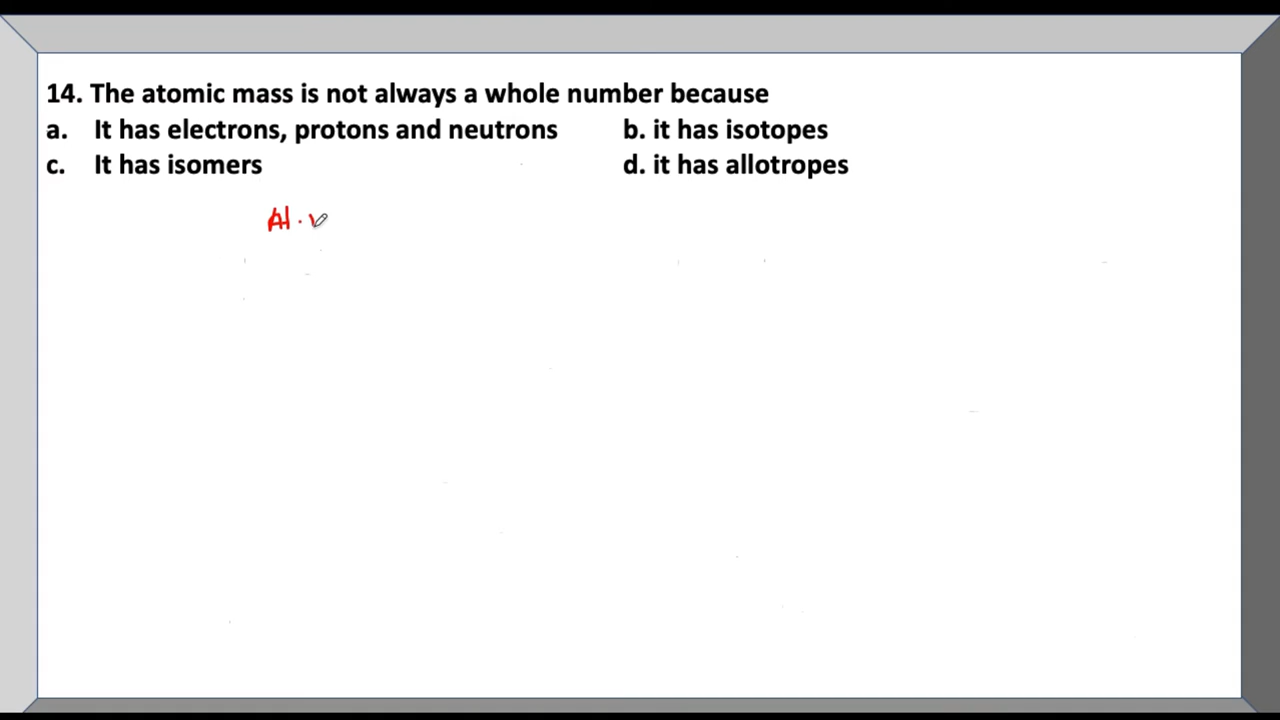 14. The atomic mass is not always a whole number because
a. It has electrons, protons and neutrons b. it has isotopes
c. It has isomers d. it has allotropes